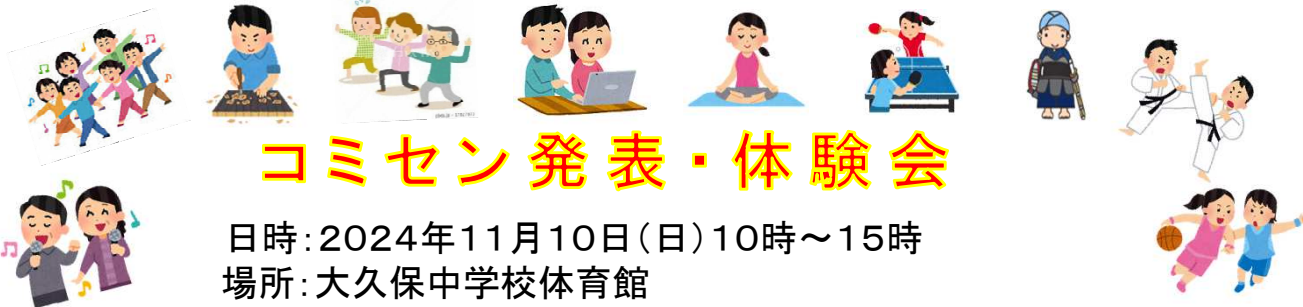 コミセン発表・体験会
日時：２０２４年１１月１０日（日）１０時～１５時
場所：大久保中学校体育館